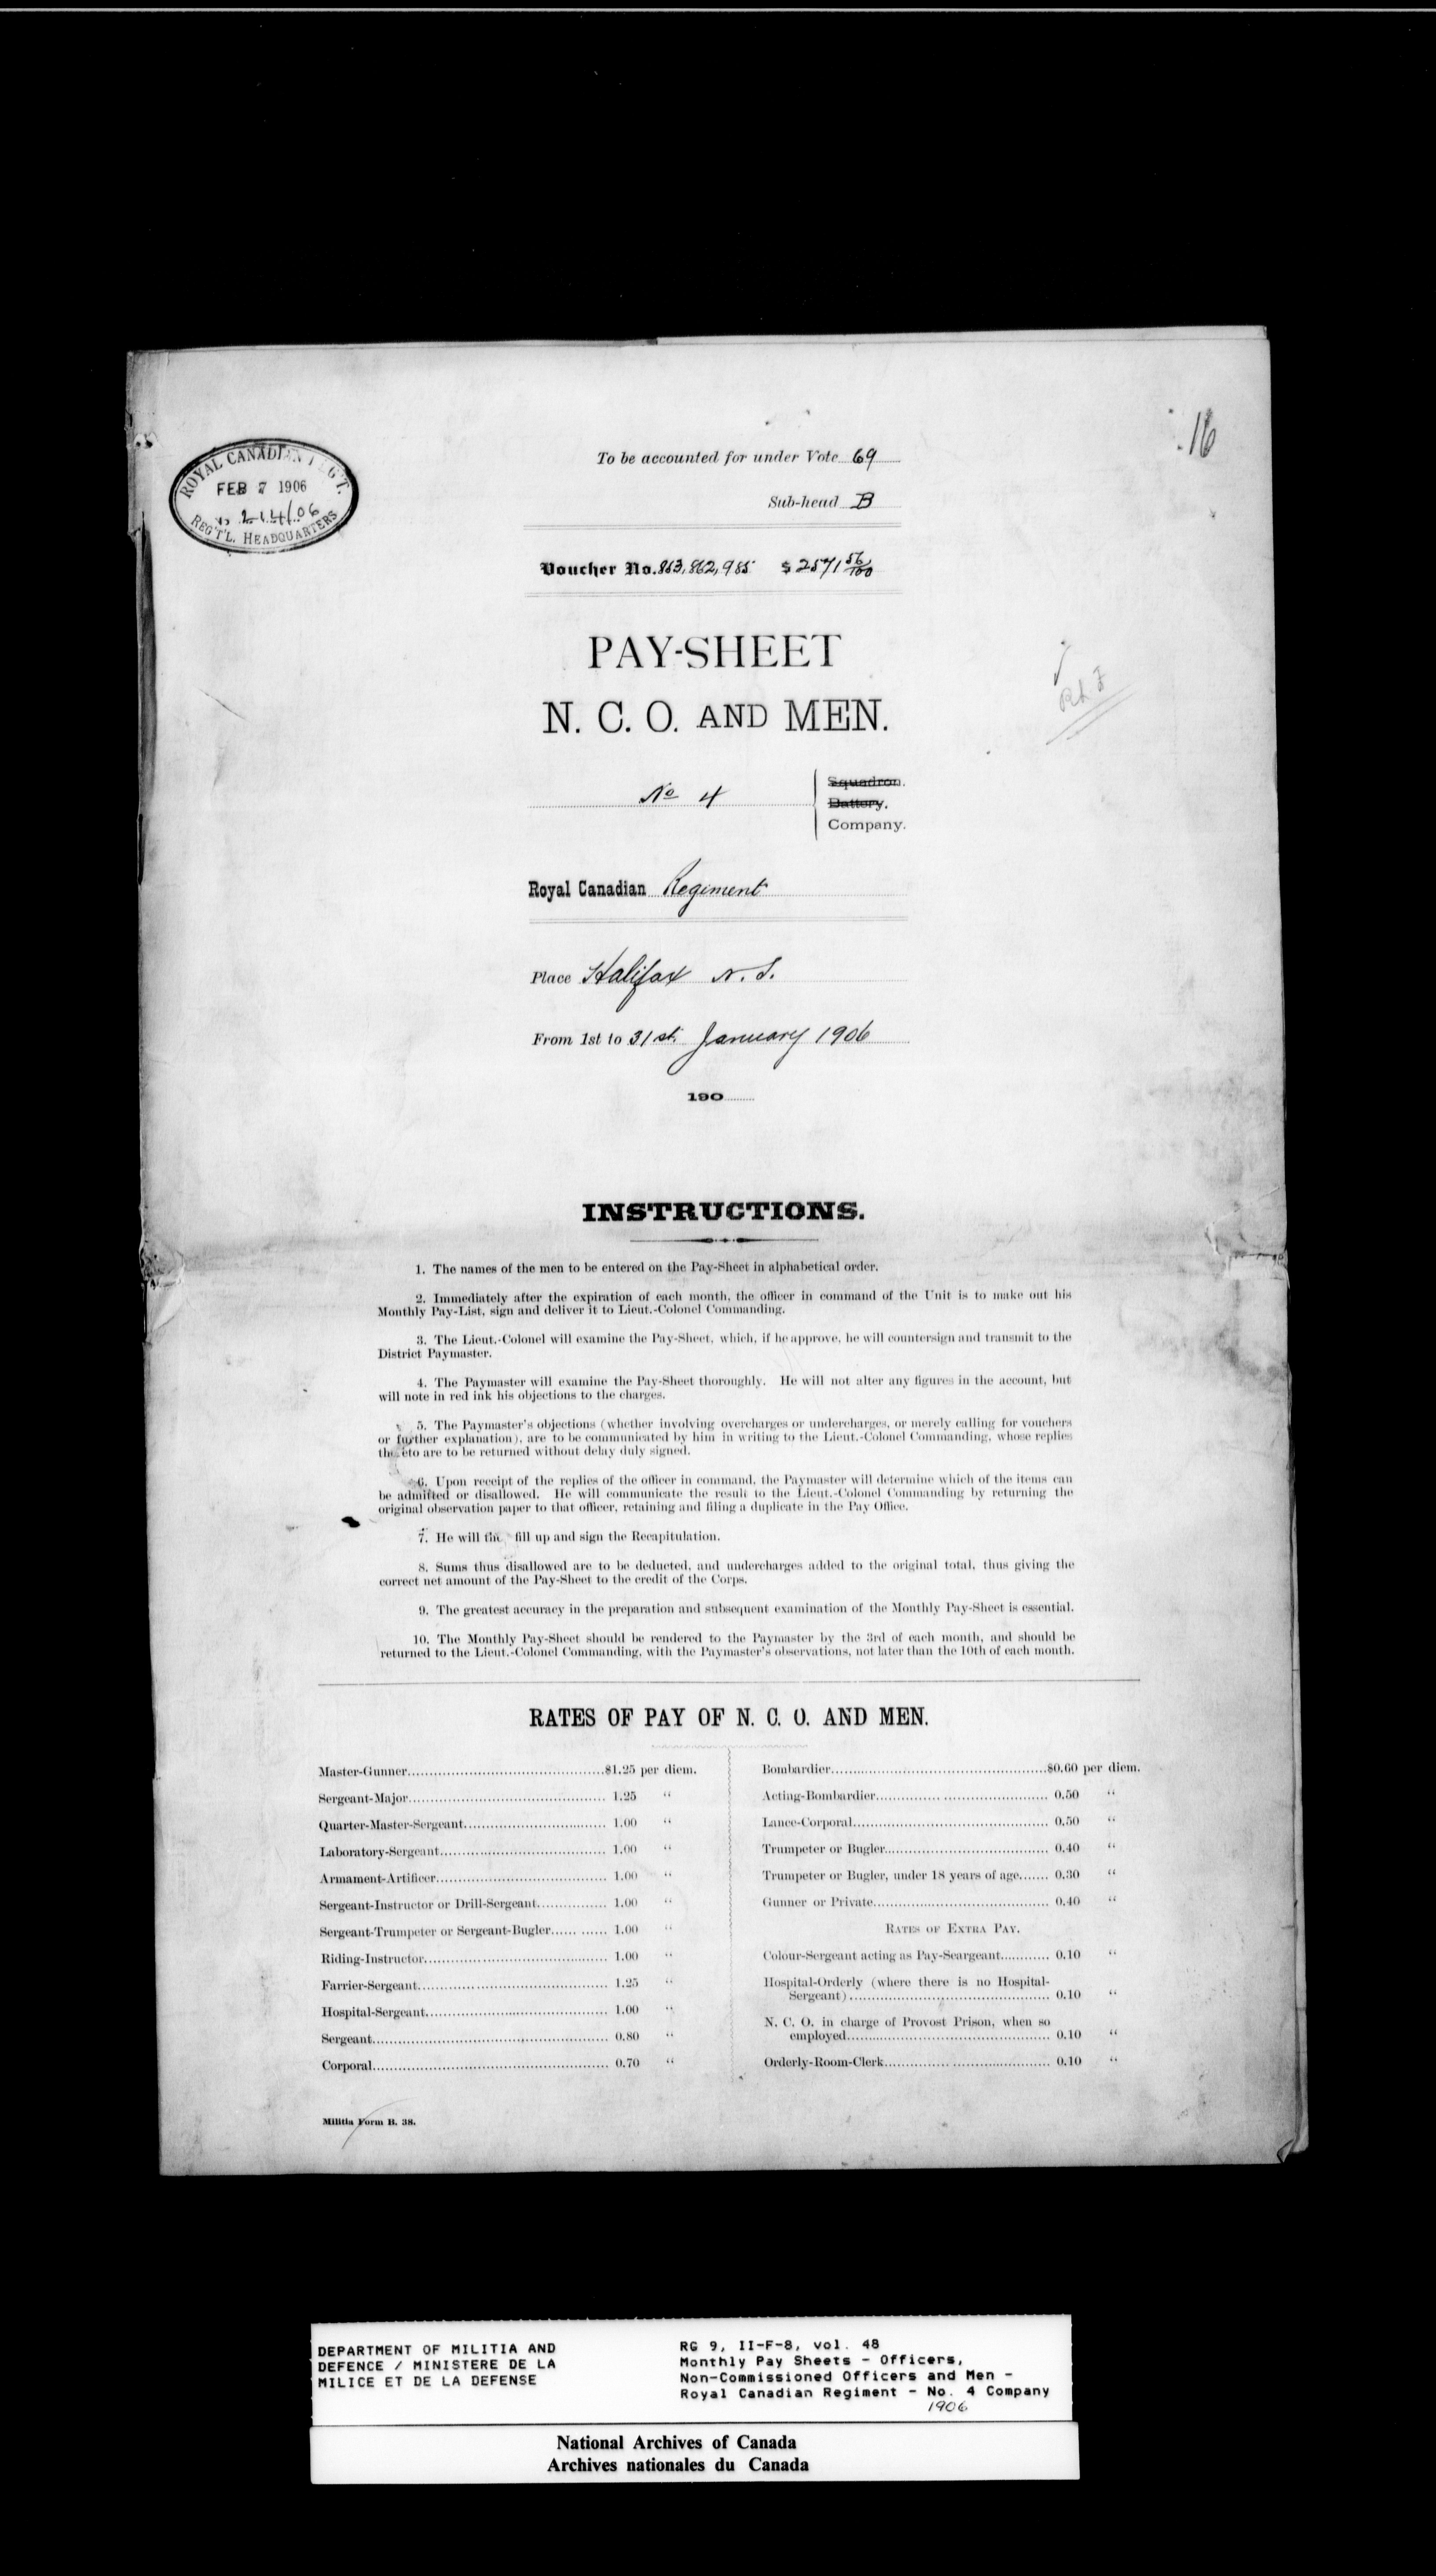 .16
ROYAL CANADIAN REG'T.
FEB 7 1906
214/06
REG'T'L. HEADQUARTERS
To be accounted for under Vote 69
Sub-head B
Voucher No. 863, 862, 985 $ 2571 56/100
PAY-SHEET
N. C. O. AND MEN.
No 4
Squadron.
Battery.
Company.
Royal Canadian Regiment
Place Halifax N. S.
From 1st to 31st January 1906
190
INSTRUCTIONS.
1. The names of the men to be entered on the Pay-Sheet in alphabetical order.
2. Immediately after the expiration of each month, the officer in command of the Unit is to make out his
Monthly Pay-List, sign and deliver it to Lieut.-Colonel Commanding.
3. The Lieut.-Colonel will examine the Pay-Sheet, which, if he approve, he will countersign and transmit to the
District Paymaster.
4. The Paymaster will examine the Pay-Sheet thoroughly. He will not alter any figures in the account, but
will note in red ink his objections to the charges.
5. The Paymaster's objections (whether involving overcharges or undercharges, or merely calling for vouchers
or further explanation), are to be communicated by him in writing to the Lieut.-Colonel Commanding, whose replies
thereto are to be returned without delay duly signed.
6. Upon receipt of the replies of the officer in command, the Paymaster will determine which of the items can
be admitted or disallowed. He will communicate the result to the Lieut.-Colonel Commanding by returning the
original observation paper to that officer, retaining and filing a duplicate in the Pay Office.
7. He will fill up and sign the Recapitulation.
8. Sums thus disallowed are to be deducted, and undercharges added to the original total, thus giving the
correct net amount of the Pay-Sheet to the credit of the Corps.
9. The greatest accuracy in the preparation and subsequent examination of the Monthly Pay-Sheet is essential.
10. The Monthly Pay-Sheet should be rendered to the Paymaster by the 3rd of each month, and should be
returned to the Lieut.-Colonel Commanding, with the Paymaster's observations, not later than the 10th of each month.
RATES OF PAY OF N. C. O. AND MEN.
Master-Gunner $1.25 per diem.
Sergeant-Major 1.25 "
Quarter-Master-Sergeant 1.00 "
Laboratory-Sergeant 1.00 "
Armament-Artificer 1.00 "
Sergeant-Instructor or Drill-Sergeant 1.00 "
Sergeant-Trumpeter or Sergeant-Bugler 1.00 "
Riding-Instructor 1.00 "
Farrier-Sergeant 1.25 "
Hospital-Sergeant 1.00 "
Sergeant 0.80 "
Corporal 0.70 "
Bombardier $0.60 per diem.
Acting-Bombardier 0.50 "
Lance-Corporal 0.50 "
Trumpeter or Bugler 0.40 "
Trumpeter or Bugler, under 18 years of age 0.30 "
Gunner or Private 0.40 "
RATES OF EXTRA PAY.
Colour-Sergeant acting as Pay-Seargeant 0.10 "
Hospital-Orderly (where there is no Hospital-
Sergeant) 0.10 "
N. C. O. in charge of Provost Prison, when so
employed 0.10 "
Orderly-Room-Clerk 0.10 "
Militia Form B. 38.
DEPARTMENT OF MILITIA AND
DEFENCE / MINISTERE DE LA
MILICE ET DE LA DEFENSE
RG 9, II-F-8, vol. 48
Monthly Pay Sheets - Officers,
Non-Commissioned Officers and Men -
Royal Canadian Regiment - No. 4 Company
1906
National Archives of Canada
Archives nationales du Canada